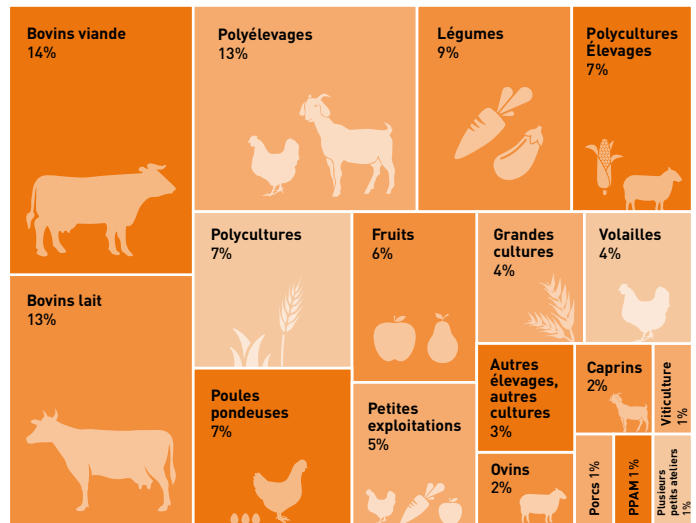 Bovins viande
14%
Polyélevages
13%
Légumes
9%
Polycultures
Élevages
7%
Bovins lait
13%
Polycultures
7%
Fruits
6%
Grandes
cultures
4%
Volailles
4%
Poules
pondeuses
7%
Petites
exploitations
5%
Autres
élevages,
autres
cultures
3%
Caprins
2%
Viticulture
1%
Ovins
2%
Porcs 1%
PPAM 1%
Plusieurs
petits ateliers
1%